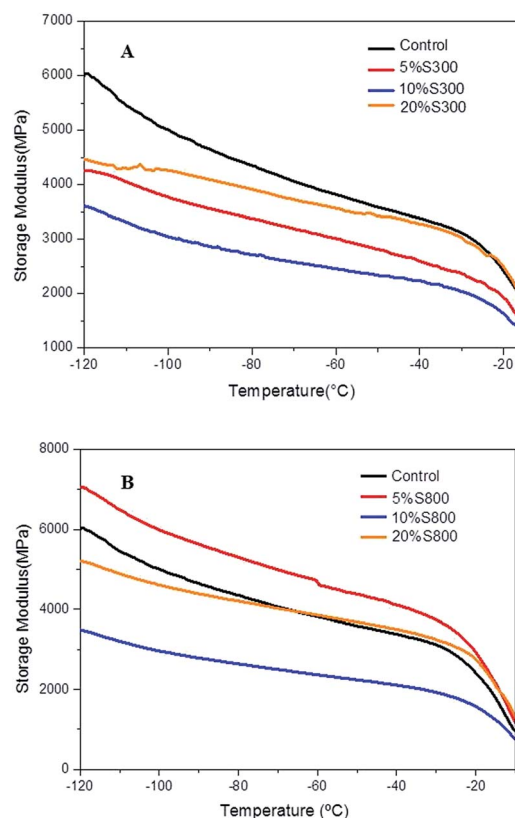 A
Control
5%S300
10%S300
20%S300
7000
6000
5000
4000
3000
2000
1000
Storage Modulus(MPa)
-120 -100 -80 -60 -40 -20
Temperature(°C)
B
Control
5%S800
10%S800
20%S800
8000
6000
4000
2000
0
Storage Modulus(MPa)
-120 -100 -80 -60 -40 -20
Temperature (ºC)